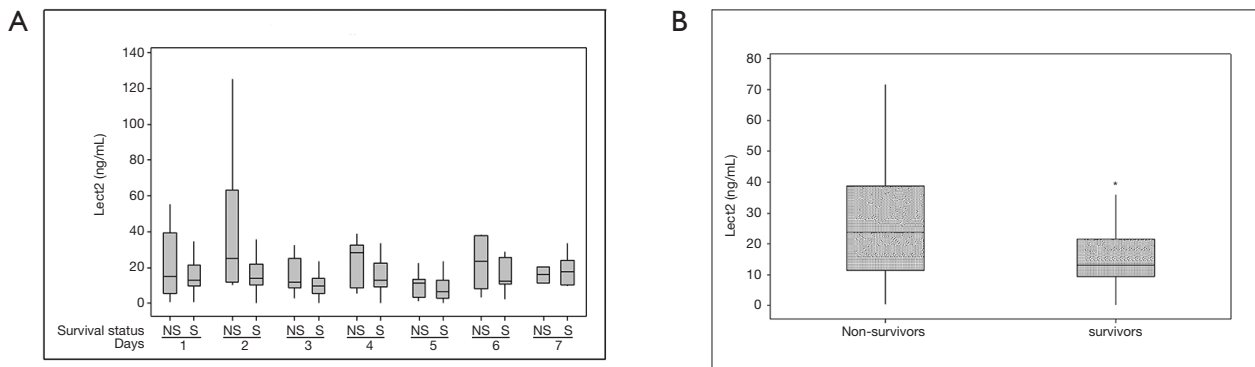 A
140
120
100
80
60
40
20
0
Lect2 (ng/mL)
Survival status NS S NS S NS S NS S NS S NS S NS S
Days 1 2 3 4 5 6 7
B
80
70
60
50
40
30
20
10
0
Lect2 (ng/mL)
*
Non-survivors survivors